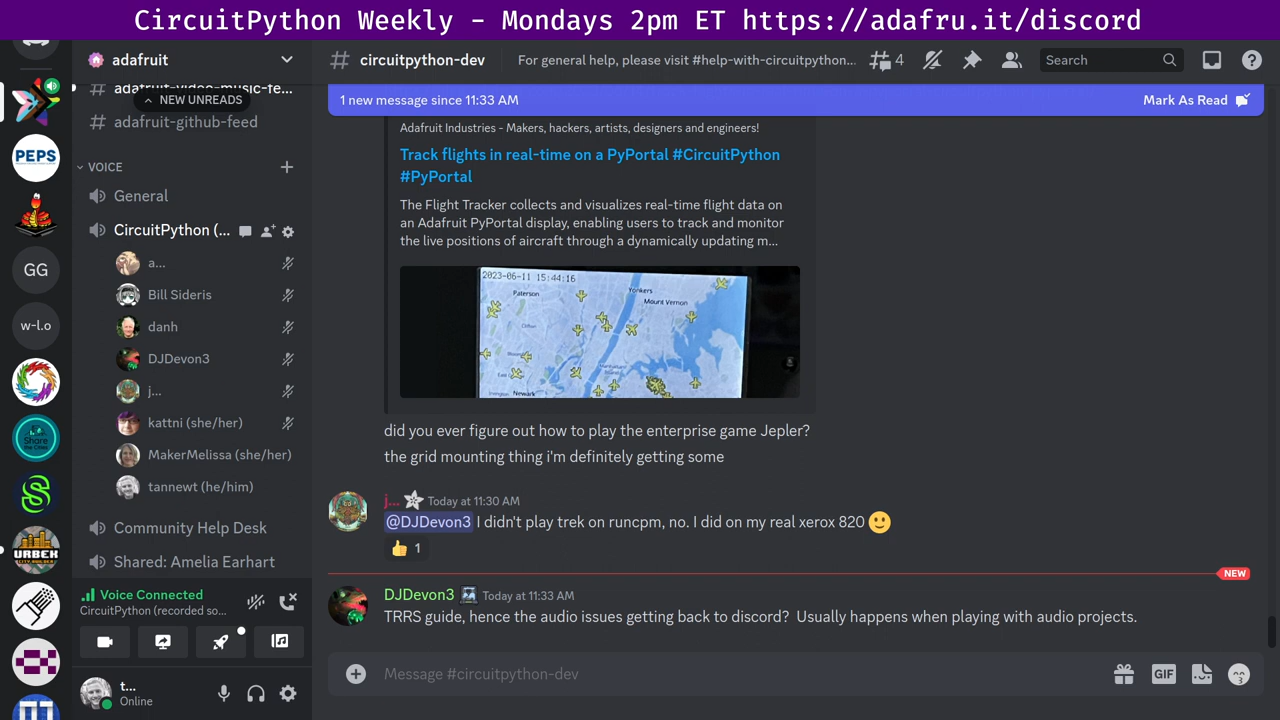 CircuitPython Weekly - Mondays 2pm ET https://adafru.it/discord
adafruit
adafruit-video-music-fe...
NEW UNREADS
adafruit-github-feed
VOICE
General
CircuitPython (...
a...
Bill Sideris
danh
DJDevon3
j...
kattni (she/her)
MakerMelissa (she/her)
tannewt (he/him)
Community Help Desk
Shared: Amelia Earhart
Voice Connected
CircuitPython (recorded so...
t...
Online
PEPS
GG
w-l.o
Share
URBEX
CITY BUILDER
circuitpython-dev
For general help, please visit #help-with-circuitpython...
4
Search
1 new message since 11:33 AM
Mark As Read
Adafruit Industries - Makers, hackers, artists, designers and engineers!
Track flights in real-time on a PyPortal #CircuitPython
#PyPortal
The Flight Tracker collects and visualizes real-time flight data on
an Adafruit PyPortal display, enabling users to track and monitor
the live positions of aircraft through a dynamically updating m...
2023-06-11 15:44:16
Paterson
Yonkers
Mount Vernon
Clifton
Newark
did you ever figure out how to play the enterprise game Jepler?
the grid mounting thing i'm definitely getting some
j... Today at 11:30 AM
@DJDevon3 I didn't play trek on runcpm, no. I did on my real xerox 820
1
NEW
DJDevon3 Today at 11:33 AM
TRRS guide, hence the audio issues getting back to discord? Usually happens when playing with audio projects.
Message #circuitpython-dev
GIF